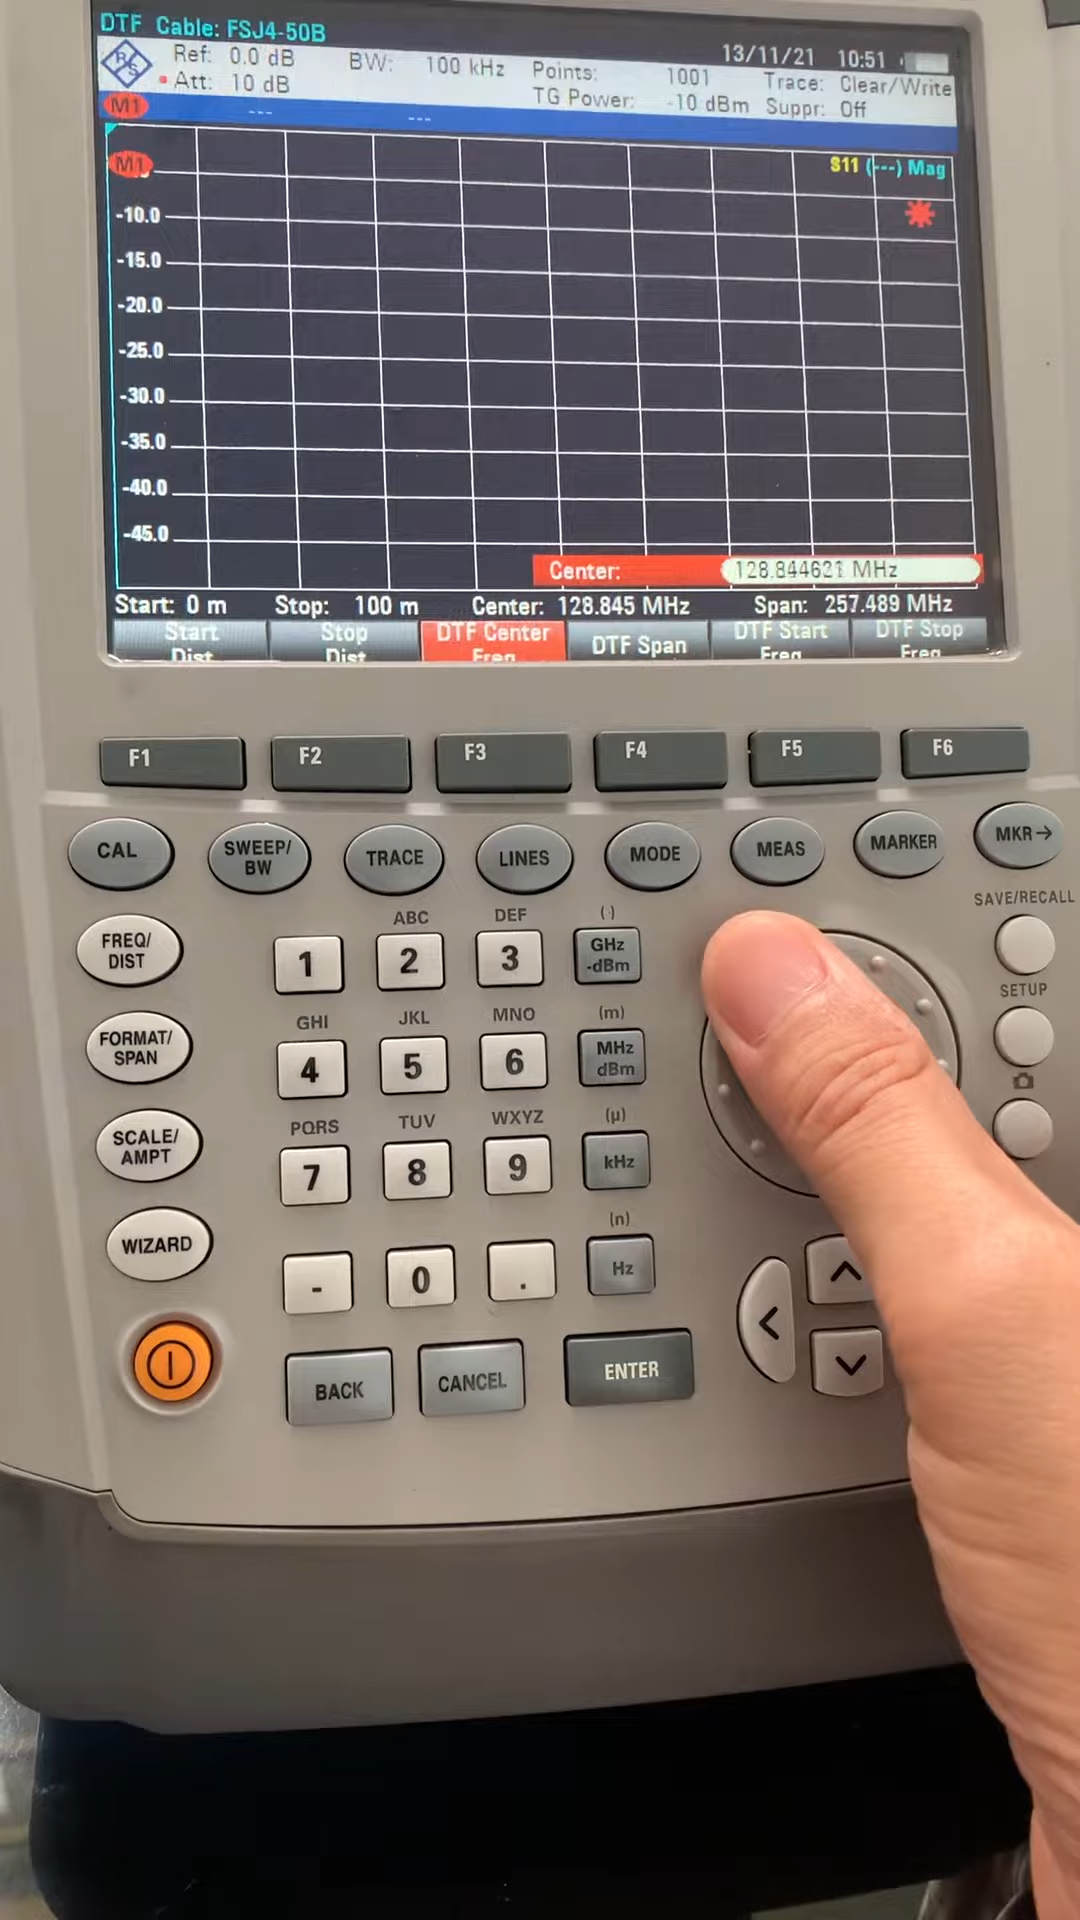 DTF Cable: FSJ4-50B
13/11/21 10:51
Ref: 0.0 dB BW: 100 kHz Points: 1001 Trace: Clear/Write
Att: 10 dB TG Power: -10 dBm Suppr: Off
M1 --- ---
M1
S11 (---) Mag
-10.0
-15.0
-20.0
-25.0
-30.0
-35.0
-40.0
-45.0
Center: 128.844621 MHz
Start: 0 m Stop: 100 m Center: 128.845 MHz Span: 257.489 MHz
Start Dist
Stop Dist
DTF Center Freq
DTF Span
DTF Start Freq
DTF Stop Freq
F1 F2 F3 F4 F5 F6
CAL
SWEEP/
BW
TRACE
LINES
MODE
MEAS
MARKER
MKR→
SAVE/RECALL
FREQ/
DIST
ABC DEF (-)
1 2 3
GHz
-dBm
SETUP
FORMAT/
SPAN
GHI JKL MNO (m)
4 5 6
MHz
dBm
SCALE/
AMPT
PQRS TUV WXYZ (μ)
7 8 9 kHz
WIZARD
(n)
- 0 . Hz
BACK CANCEL ENTER